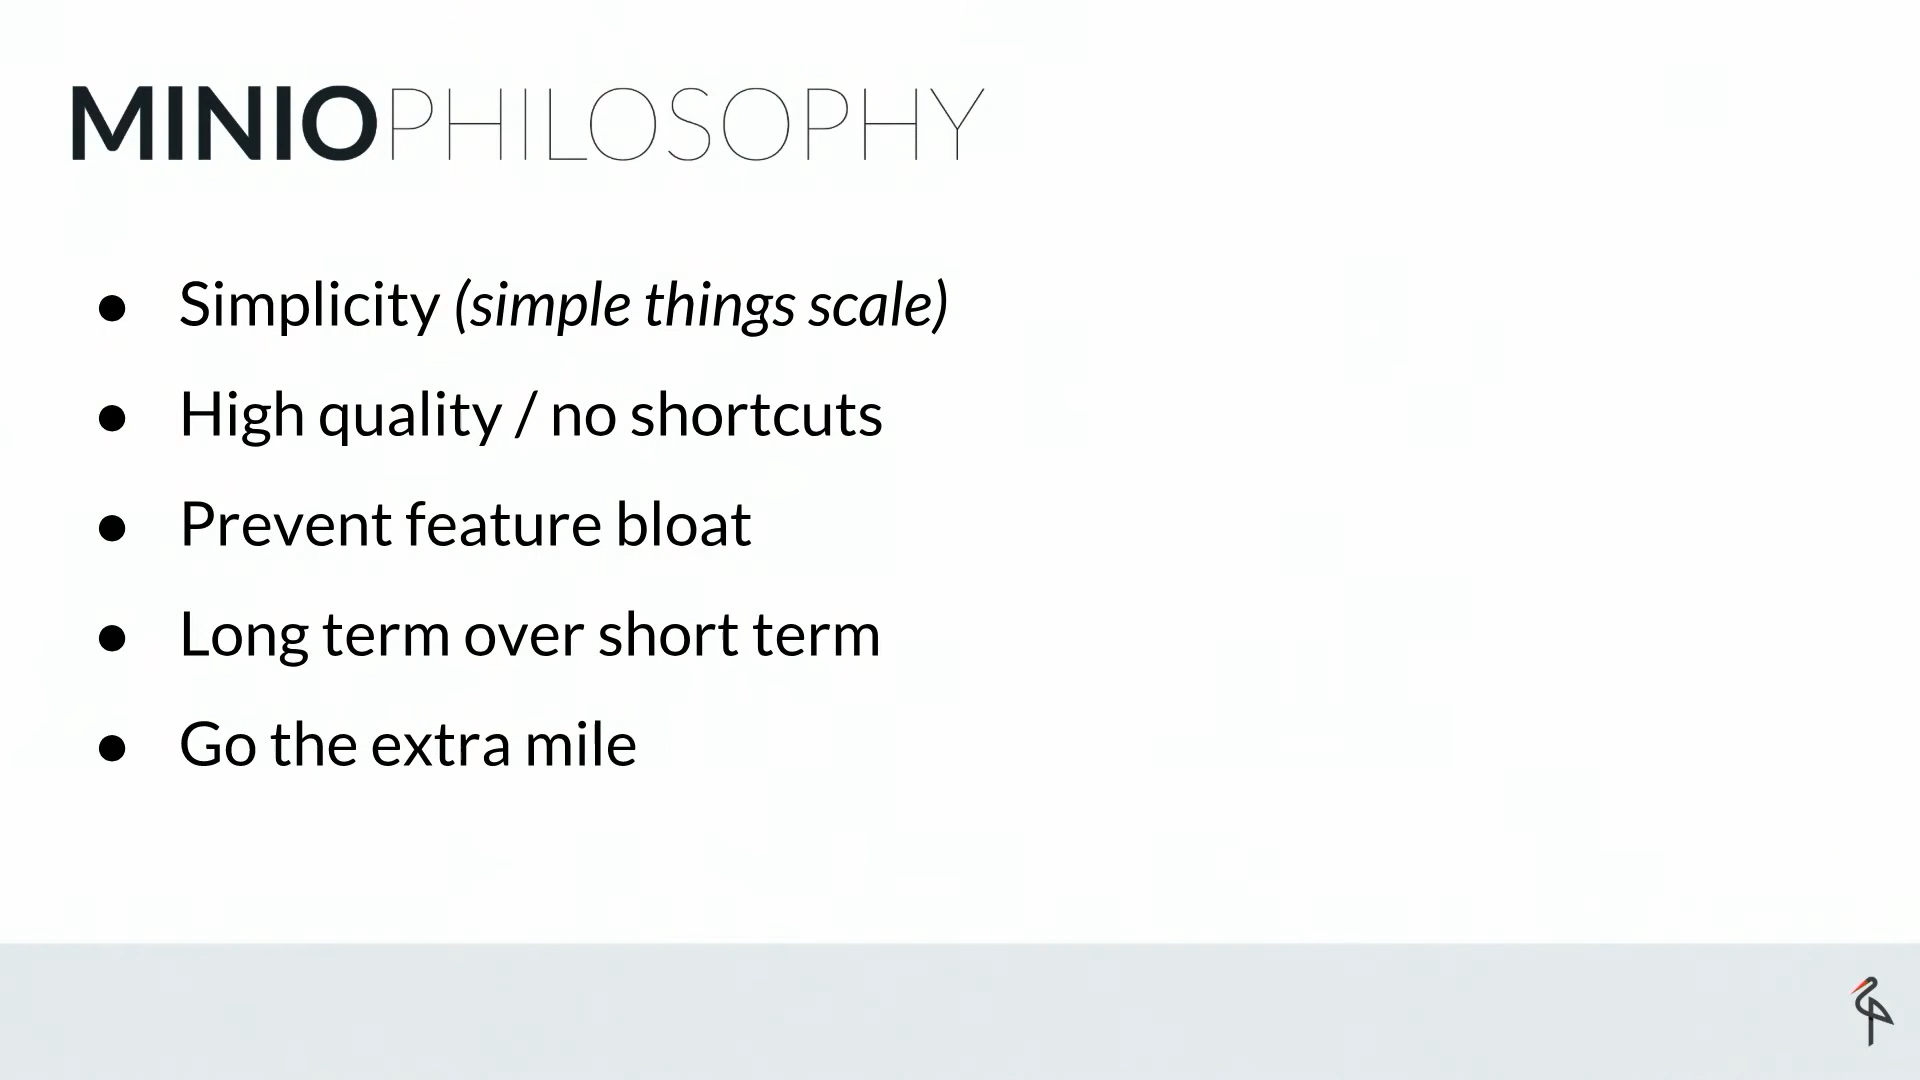 MINIOPHILOSOPHY
● Simplicity (simple things scale)
● High quality / no shortcuts
● Prevent feature bloat
● Long term over short term
● Go the extra mile